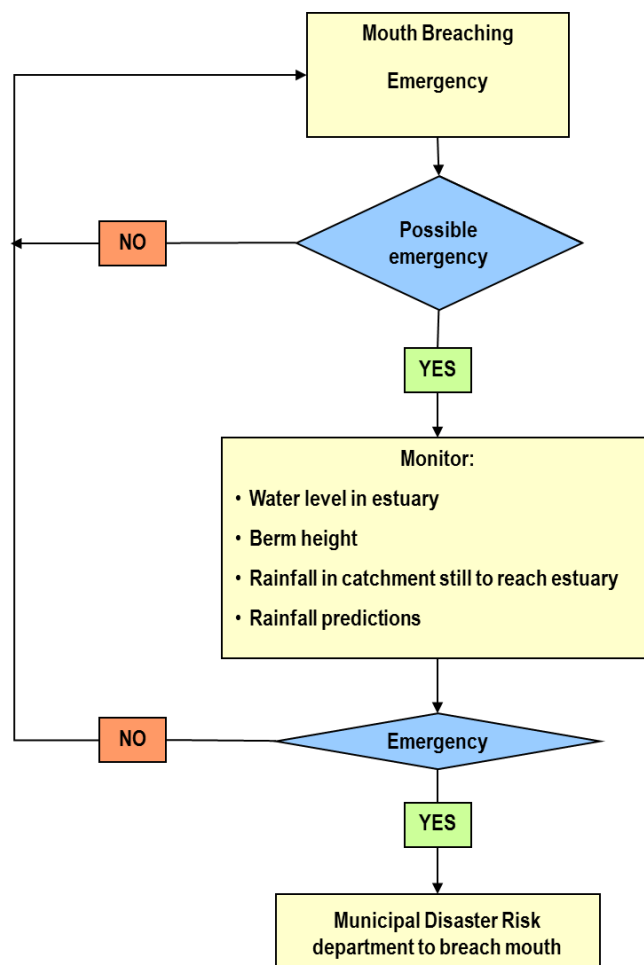 Mouth Breaching
Emergency
Possible
emergency
NO
YES
Monitor:
• Water level in estuary
• Berm height
• Rainfall in catchment still to reach estuary
• Rainfall predictions
Emergency
NO
YES
Municipal Disaster Risk
department to breach mouth